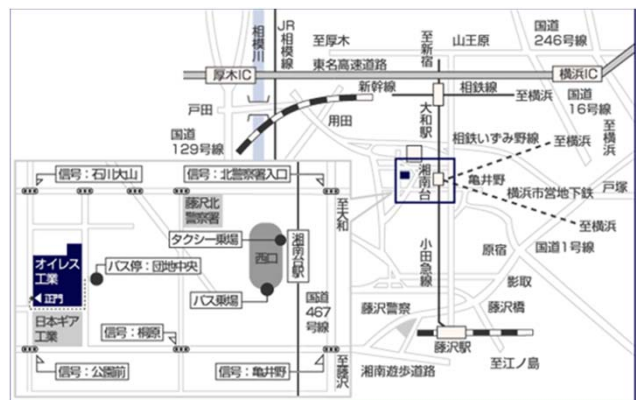 相模川
JR相模線
至厚木
至新宿
山王原
国道
246号線
東名高速道路
厚木IC
横浜IC
新幹線
相鉄線
至横浜
国道
16号線
戸田
用田
大和駅
至横浜
国道
129号線
相鉄いずみ野線
至横浜
湘南台
亀井野
戸塚
横浜市営地下鉄
至横浜
小田急線
原宿
国道1号線
影取
藤沢警察
藤沢橋
藤沢駅
至江ノ島
湘南遊歩道路
信号:石川大山
信号:北警察署入口
藤沢北
警察署
至大和
タクシー乗場
湘南台駅
オイレス
工業
正門
バス停:団地中央
西口
バス乗場
国道
467
号線
日本ギア
工業
信号:桐原
信号:公園前
信号:亀井野
至藤沢